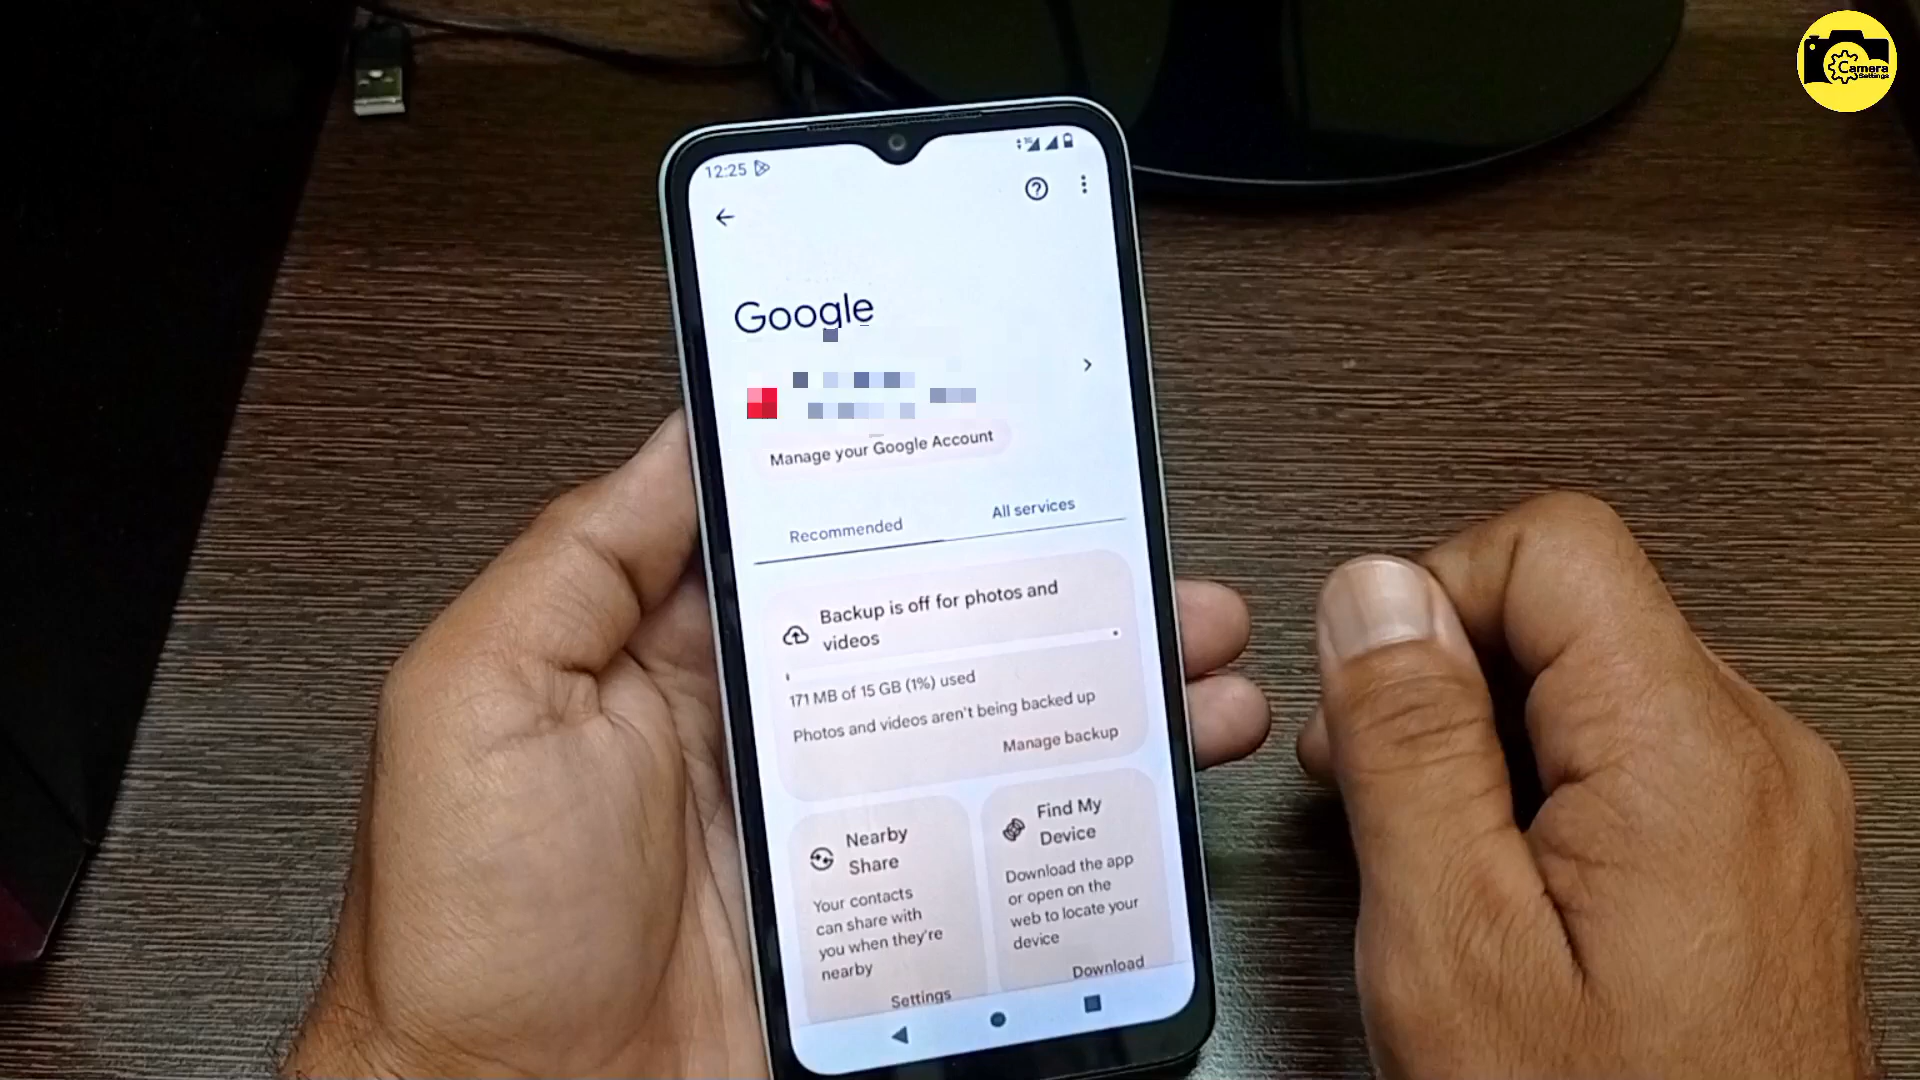 Camera
Settings
12:25
Google
Manage your Google Account
Recommended
All services
Backup is off for photos and
videos
171 MB of 15 GB (1%) used
Photos and videos aren't being backed up
Manage backup
Nearby
Share
Your contacts
can share with
you when they're
nearby
Settings
Find My
Device
Download the app
or open on the
web to locate your
device
Download